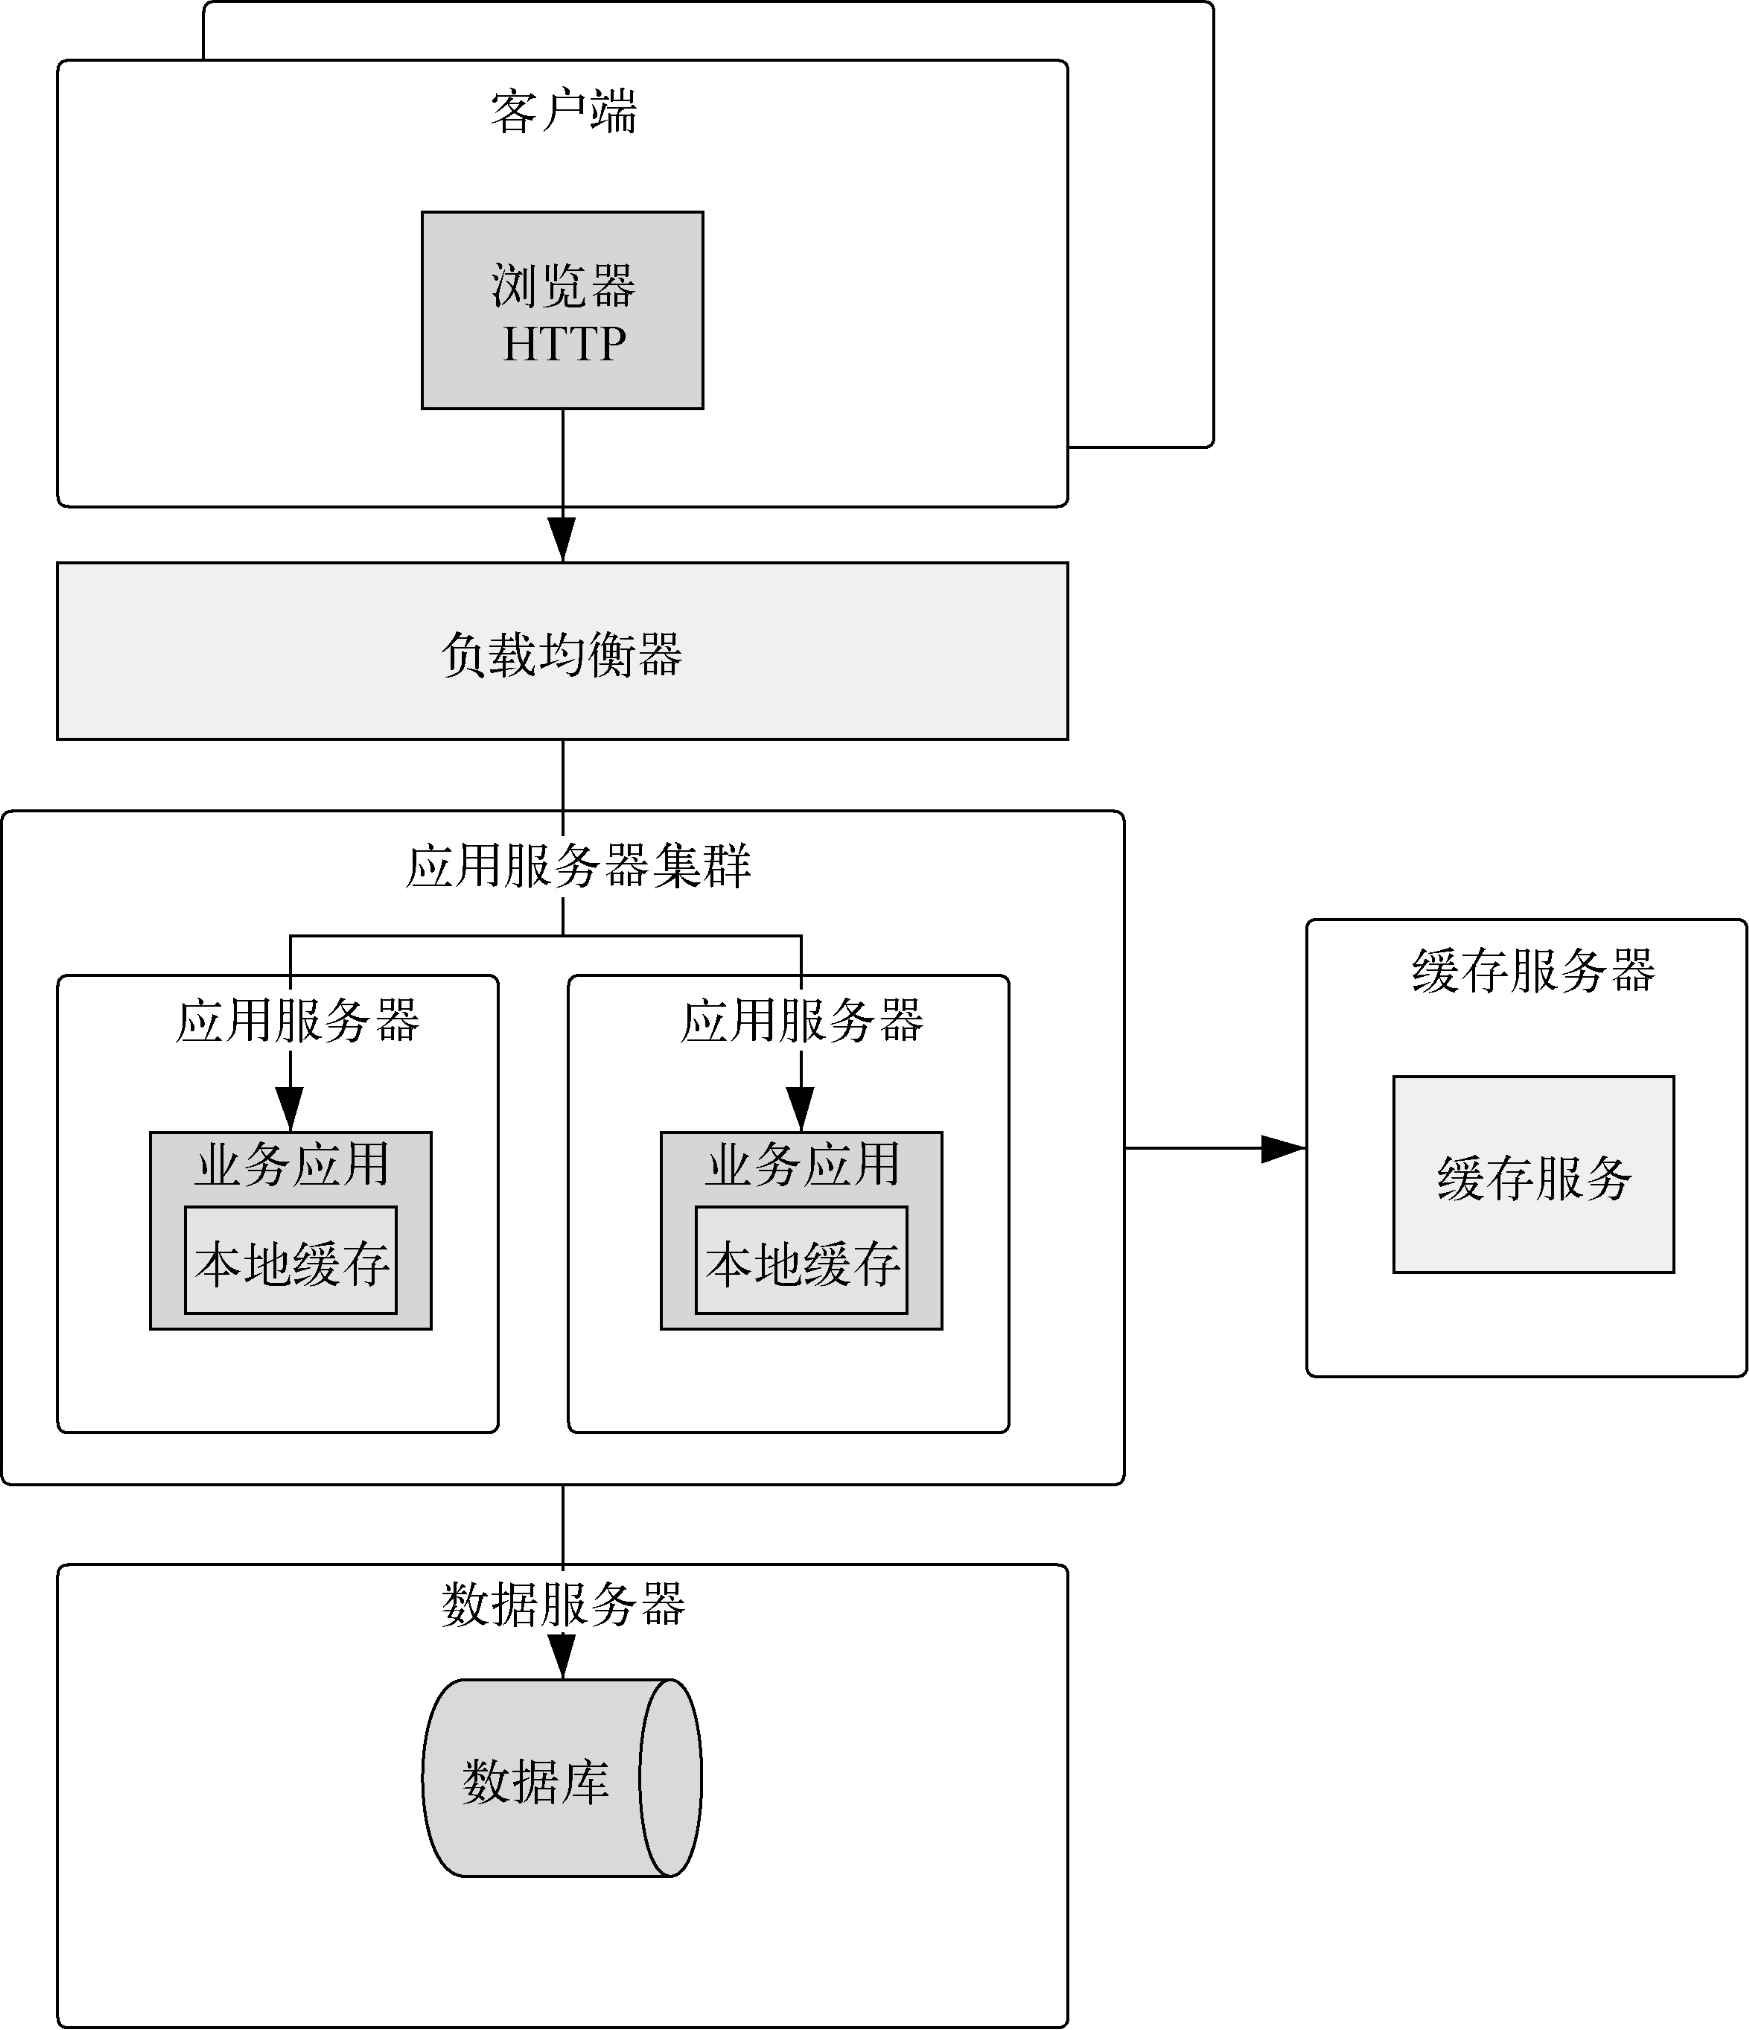 客户端
浏览器
HTTP
负载均衡器
应用服务器集群
应用服务器
应用服务器
业务应用
本地缓存
业务应用
本地缓存
缓存服务器
缓存服务
数据服务器
数据库